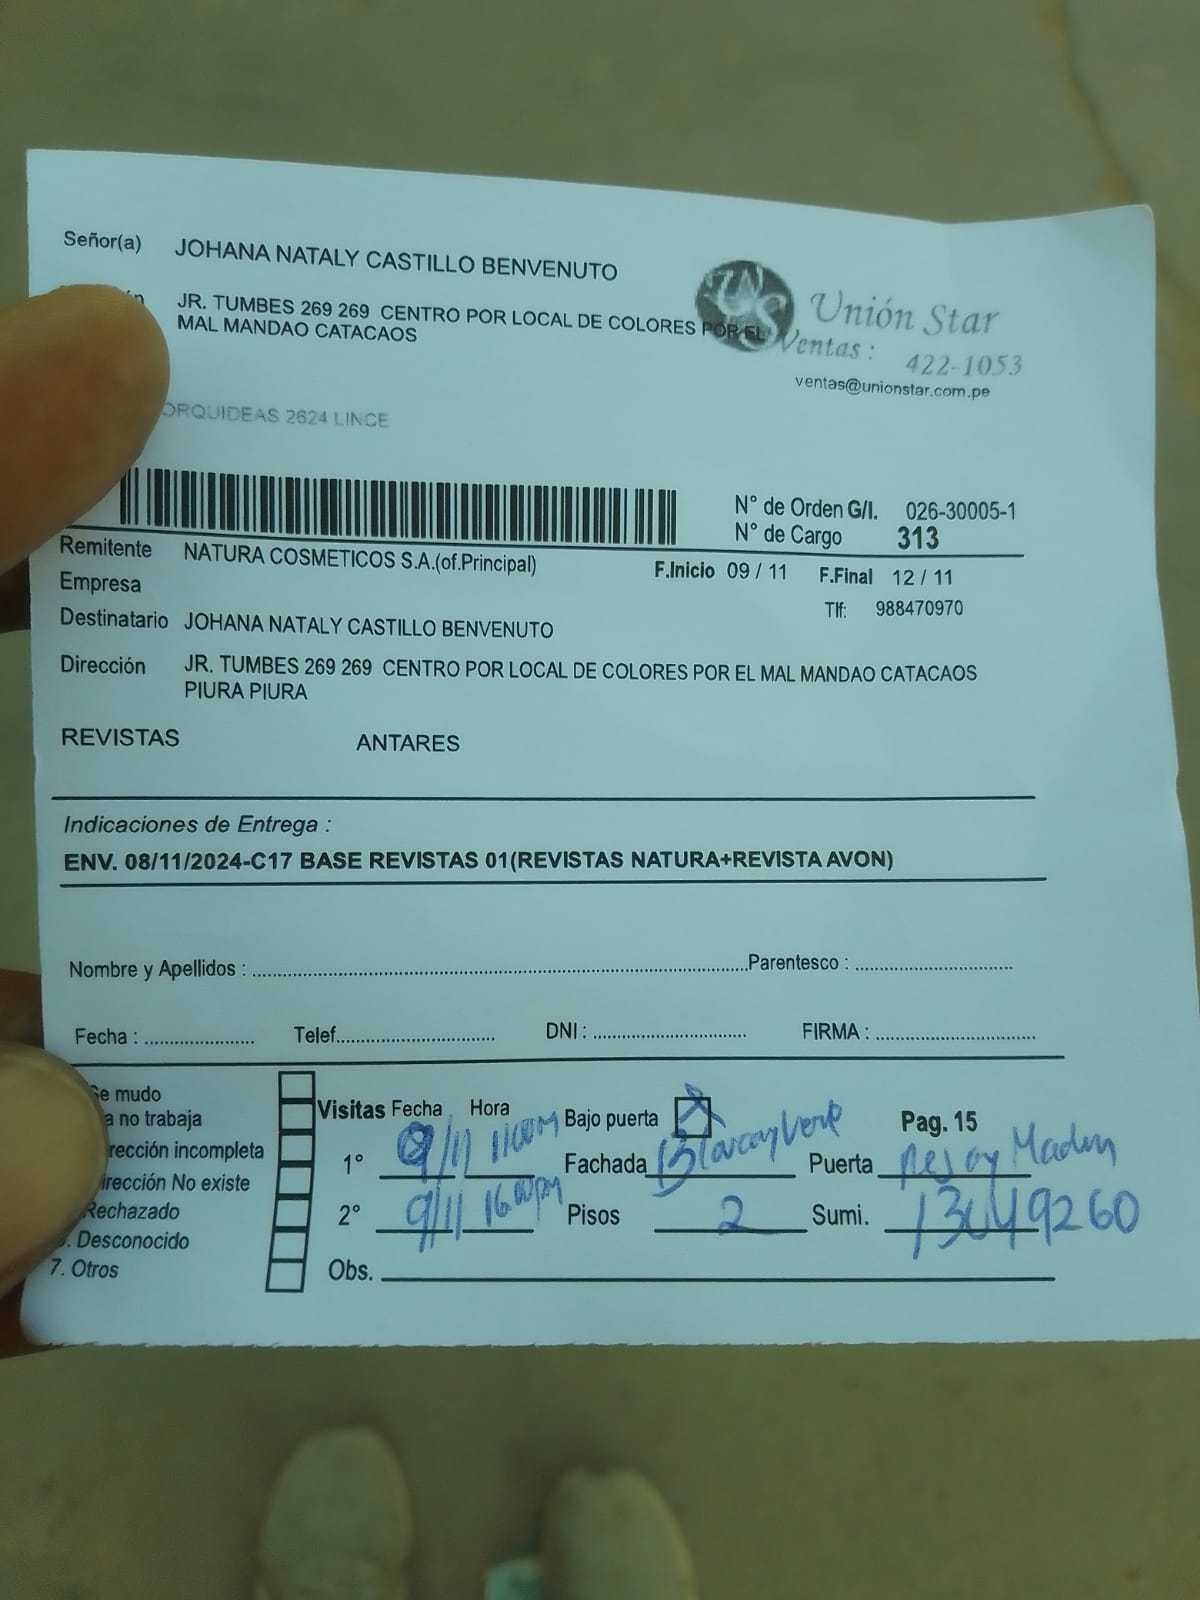 Señor(a) JOHANA NATALY CASTILLO BENVENUTO
JR. TUMBES 269 269 CENTRO POR LOCAL DE COLORES POR EL
MAL MANDAO CATACAOS
Unión Star
Ventas : 422-1053
ventas@unionstar.com.pe
ORQUIDEAS 2624 LINCE
N° de Orden G/I. 026-30005-1
N° de Cargo 313
Remitente NATURA COSMETICOS S.A.(of.Principal)
F.Inicio 09 / 11 F.Final 12 / 11
Empresa
Tlf: 988470970
Destinatario JOHANA NATALY CASTILLO BENVENUTO
Dirección JR. TUMBES 269 269 CENTRO POR LOCAL DE COLORES POR EL MAL MANDAO CATACAOS
PIURA PIURA
REVISTAS ANTARES
Indicaciones de Entrega :
ENV. 08/11/2024-C17 BASE REVISTAS 01(REVISTAS NATURA+REVISTA AVON)
Nombre y Apellidos : Parentesco :
Fecha : Telef. DNI : FIRMA :
Se mudo
a no trabaja
rección incompleta
irección No existe
Rechazado
. Desconocido
7. Otros
Visitas Fecha Hora Bajo puerta Pag. 15
1° 9/11 11:00pm Fachada Puerta
2° 9/11 16:00pm Pisos 2 Sumi.
Obs.